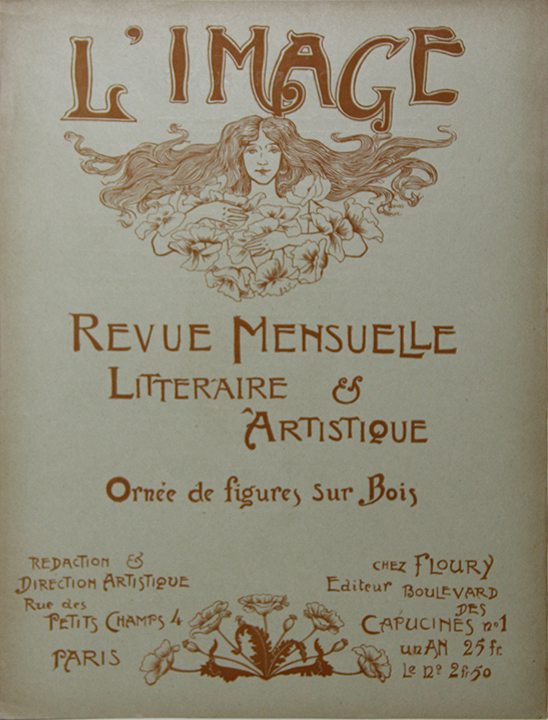 L'IMAGE
REVUE MENSUELLE
LITTERAIRE &
ARTISTIQUE
Ornée de figures sur Bois
REDACTION &
DIRECTION ARTISTIQUE
Rue des
PETITS CHAMPS 4
PARIS
CHEZ FLOURY
Editeur BOULEVARD
DES
CAPUCINES nº1
un AN 25 fr.
Le Nº 2 fr. 50